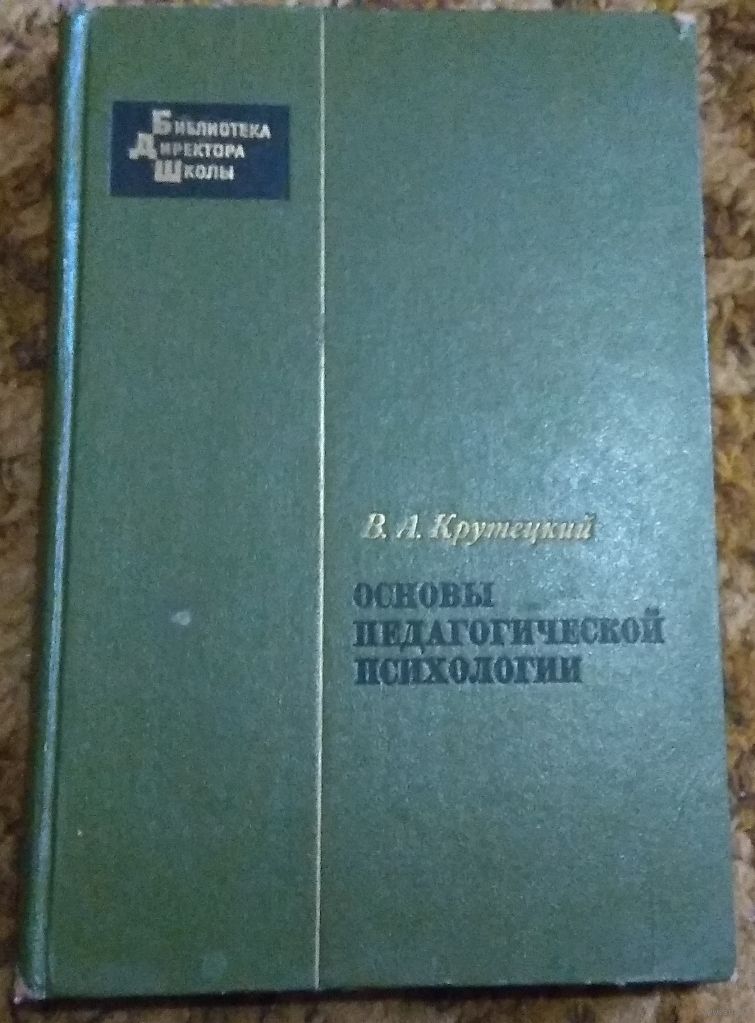 БИБЛИОТЕКА
ДИРЕКТОРА
ШКОЛЫ
В. А. Крутецкий
ОСНОВЫ
ПЕДАГОГИЧЕСКОЙ
ПСИХОЛОГИИ